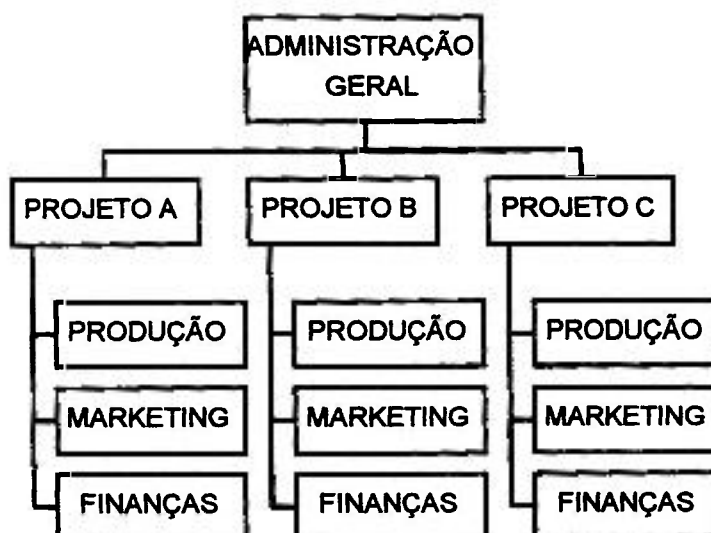 ADMINISTRAÇÃO
GERAL
PROJETO A
PROJETO B
PROJETO C
PRODUÇÃO
PRODUÇÃO
PRODUÇÃO
MARKETING
MARKETING
MARKETING
FINANÇAS
FINANÇAS
FINANÇAS